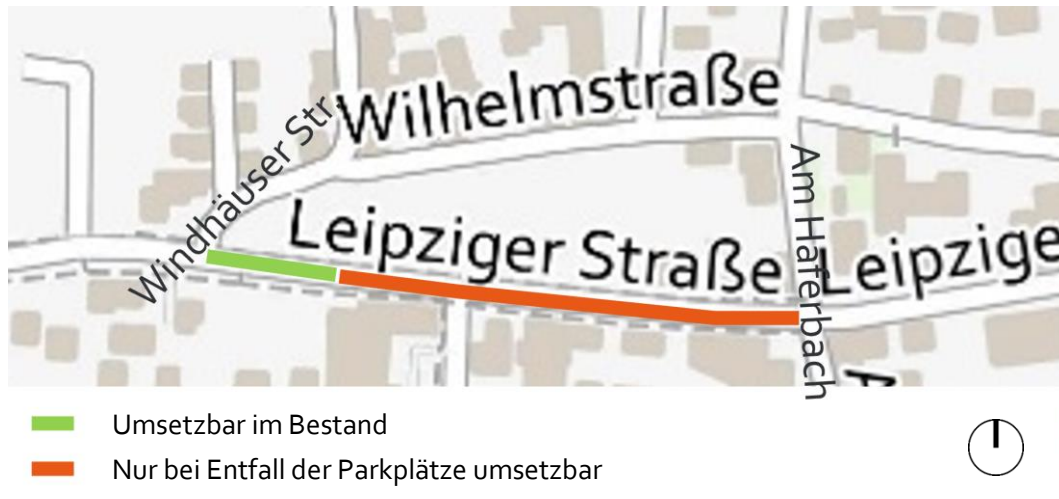 Windhäuser Str.
Wilhelmstraße
Leipziger Straße
Am Haferbach
Leipzige
A
Umsetzbar im Bestand
Nur bei Entfall der Parkplätze umsetzbar